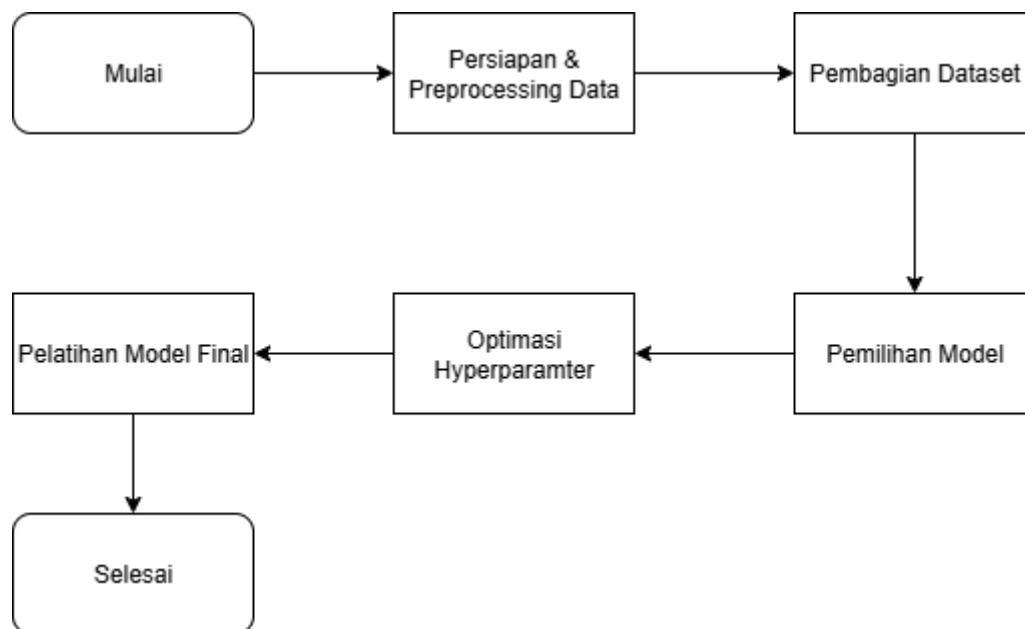 Mulai
Persiapan &
Preprocessing Data
Pembagian Dataset
Pemilihan Model
Optimasi
Hyperparamter
Pelatihan Model Final
Selesai